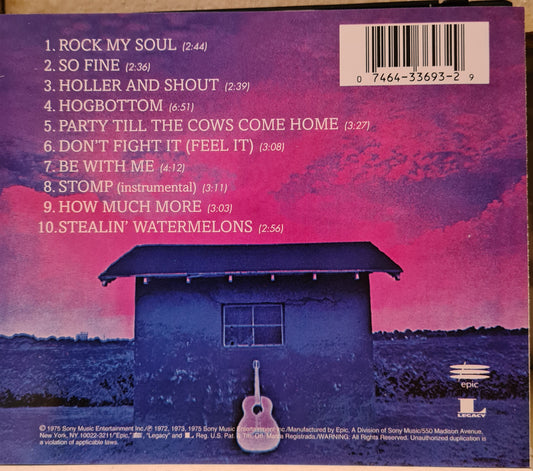 1. ROCK MY SOUL (2:44)
2. SO FINE (2:36)
3. HOLLER AND SHOUT (2:39)
4. HOGBOTTOM (6:51)
5. PARTY TILL THE COWS COME HOME (3:27)
6. DON'T FIGHT IT (FEEL IT) (3:08)
7. BE WITH ME (4:12)
8. STOMP (instrumental) (3:11)
9. HOW MUCH MORE (3:03)
10. STEALIN' WATERMELONS (2:56)
0 7464-33693-2 9
epic
L
LEGACY
© 1975 Sony Music Entertainment Inc./℗ 1972, 1973, 1975 Sony Music Entertainment Inc./Manufactured by Epic, A Division of Sony Music/550 Madison Avenue,
New York, NY 10022-3211/"Epic," "Legacy" and L Reg. U.S. Pat. & Tm. Off. Marca Registrada./WARNING: All Rights Reserved. Unauthorized duplication is
a violation of applicable laws.